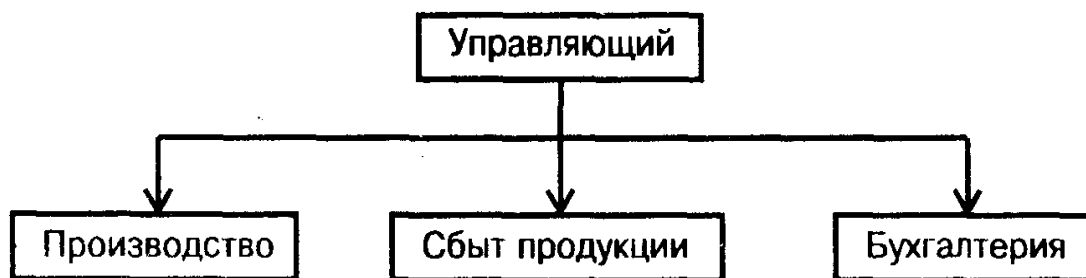 Управляющий
Производство
Сбыт продукции
Бухгалтерия